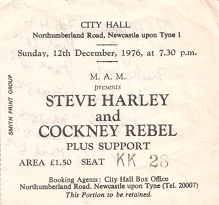 CITY HALL
Northumberland Road, Newcastle upon Tyne 1
Sunday, 12th December, 1976, at 7.30 p.m.
M. A. M.
presents
STEVE HARLEY
and
COCKNEY REBEL
PLUS SUPPORT
AREA £1.50 SEAT KK 28
Booking Agents: City Hall Box Office
Northumberland Road, Newcastle upon Tyne (Tel. 20007)
This Portion to be retained.
SMITH PRINT GROUP